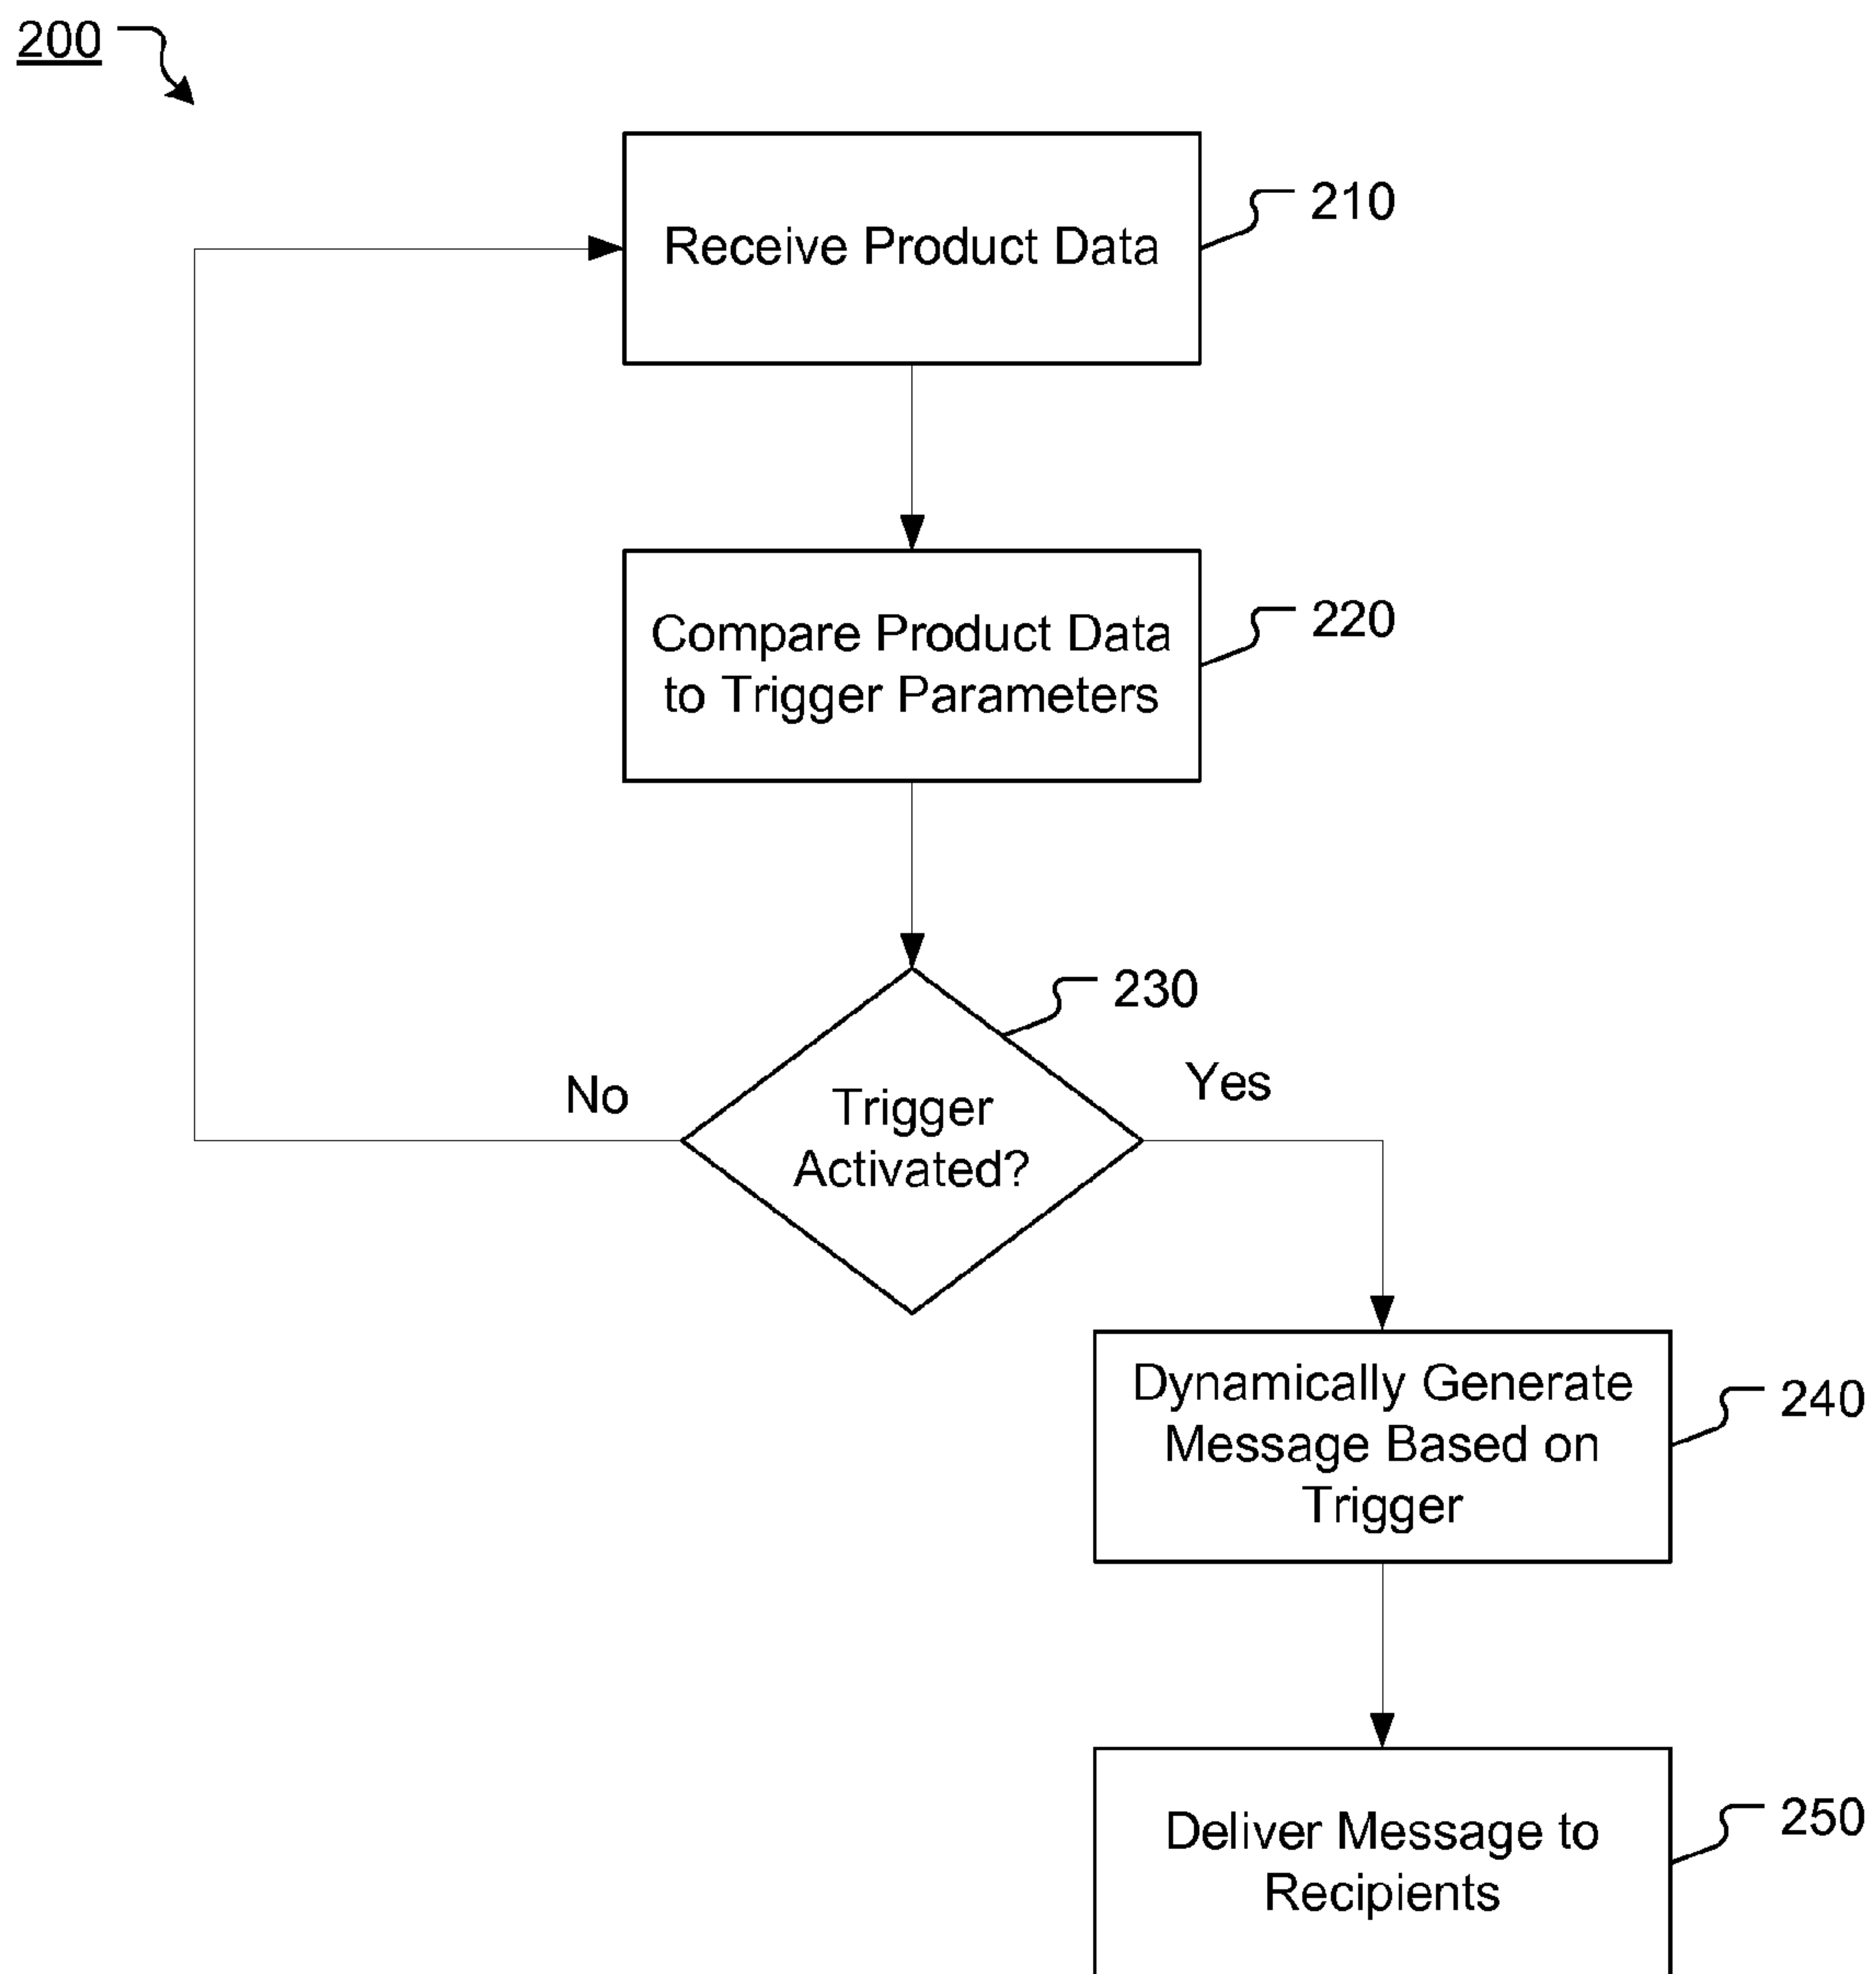 200
Receive Product Data
210
Compare Product Data
to Trigger Parameters
220
230
Trigger
Activated?
No
Yes
Dynamically Generate
Message Based on
Trigger
240
Deliver Message to
Recipients
250